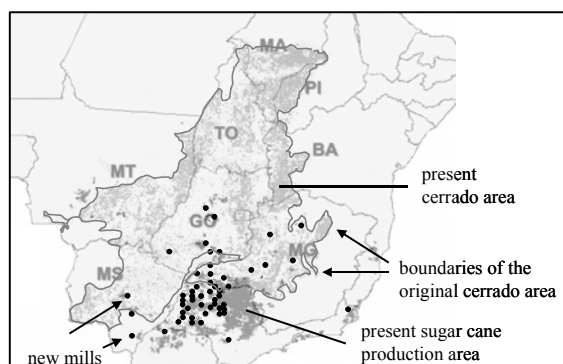 MA
PI
TO
BA
MT
present
cerrado area
GO
MG
MS
boundaries of the
original cerrado area
present sugar cane
production area
new mills